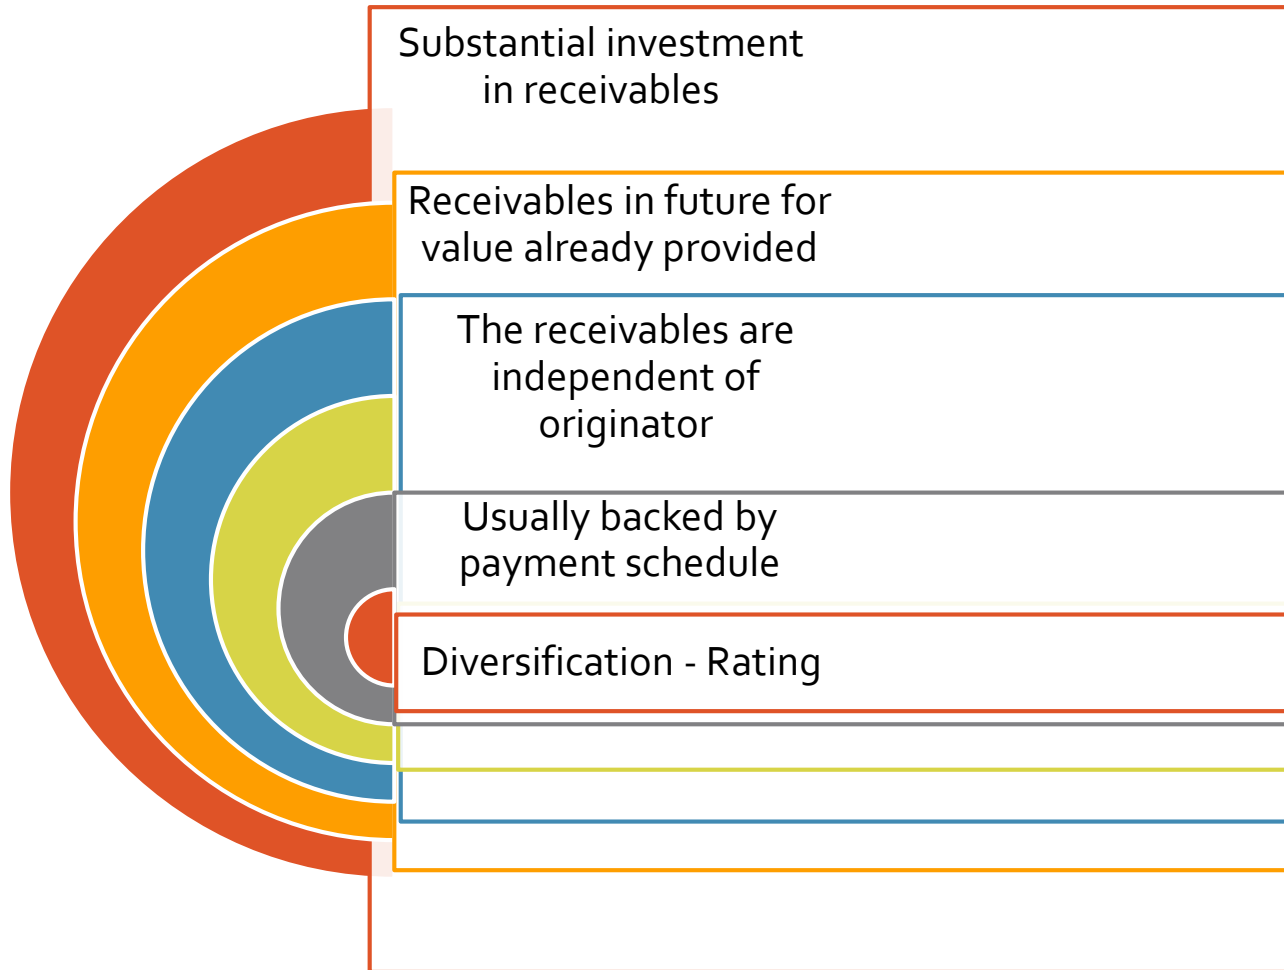 Substantial investment
in receivables
Receivables in future for
value already provided
The receivables are
independent of
originator
Usually backed by
payment schedule
Diversification - Rating